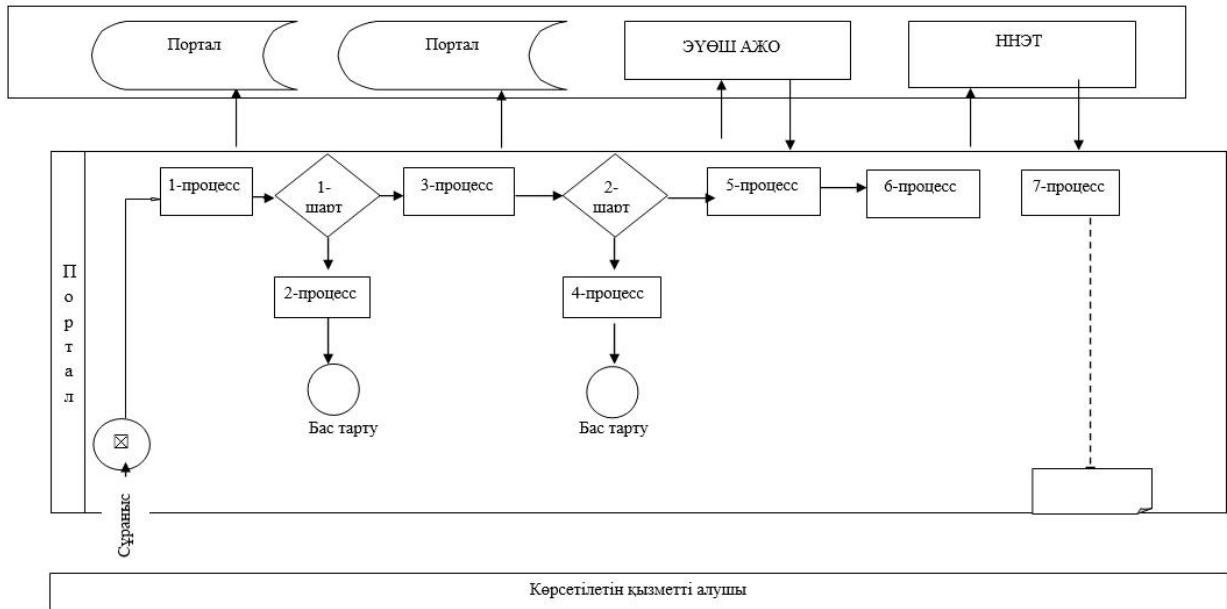 Портал
Портал
ЭҮӨШ АЖО
ННЭТ
1-процесс
1-
шарт
3-процесс
2-
шарт
5-процесс
6-процесс
7-процесс
2-процесс
4-процесс
Портал
Бас тарту
Бас тарту
Сұраныс
Көрсетілетін қызметті алушы